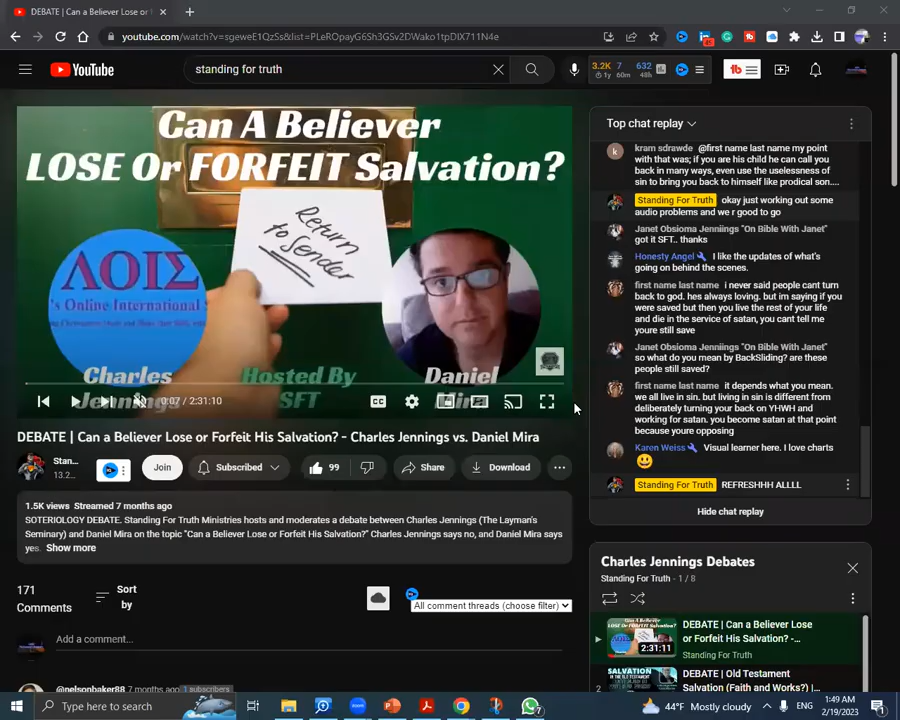 DEBATE | Can a Believer Lose or
youtube.com/watch?v=sgeweE1QzSs&list=PLeROpayG6Sh3GSv2DWako1tpDIX711N4e
YouTube
standing for truth
3.2K 7 632
1y 60m 48h
Can A Believer
LOSE Or FORFEIT Salvation?
Return
to Sender
ΛΟΙΣ
's Online International S
Charles
Jennings
Hosted By
SFT
Daniel
Mira
0:07 / 2:31:10
DEBATE | Can a Believer Lose or Forfeit His Salvation? - Charles Jennings vs. Daniel Mira
Stan...
13.2...
Join
Subscribed
99
Share
Download
1.5K views Streamed 7 months ago
SOTERIOLOGY DEBATE. Standing For Truth Ministries hosts and moderates a debate between Charles Jennings (The Layman's
Seminary) and Daniel Mira on the topic "Can a Believer Lose or Forfeit His Salvation?" Charles Jennings says no, and Daniel Mira says
yes. Show more
171
Comments
Sort
by
All comment threads (choose filter)
Add a comment...
@nelsonbaker88 7 months ago 1 subscribers
Top chat replay
kram sdrawde @first name last name my point
with that was; if you are his child he can call you
back in many ways, even use the uselessness of
sin to bring you back to himself like prodical son....
Standing For Truth okay just working out some
audio problems and we r good to go
Janet Obsioma Jenniings "On Bible With Janet"
got it SFT.. thanks
Honesty Angel I like the updates of what's
going on behind the scenes.
first name last name i never said people cant turn
back to god. hes always loving. but im saying if you
were saved but then you live the rest of your life
and die in the service of satan, you cant tell me
youre still save
Janet Obsioma Jenniings "On Bible With Janet"
so what do you mean by BackSliding? are these
people still saved?
first name last name it depends what you mean.
we all live in sin. but living in sin is different from
deliberately turning your back on YHWH and
working for satan. you become satan at that point
because youre opposing
Karen Weiss Visual learner here. I love charts
Standing For Truth REFRESHHH ALLLL
Hide chat replay
Charles Jennings Debates
Standing For Truth - 1 / 8
DEBATE | Can a Believer Lose
or Forfeit His Salvation? -...
Standing For Truth
2:31:11
2
DEBATE | Old Testament
Salvation (Faith and Works?) |
Type here to search
44°F Mostly cloudy
ENG
1:49 AM
2/19/2023